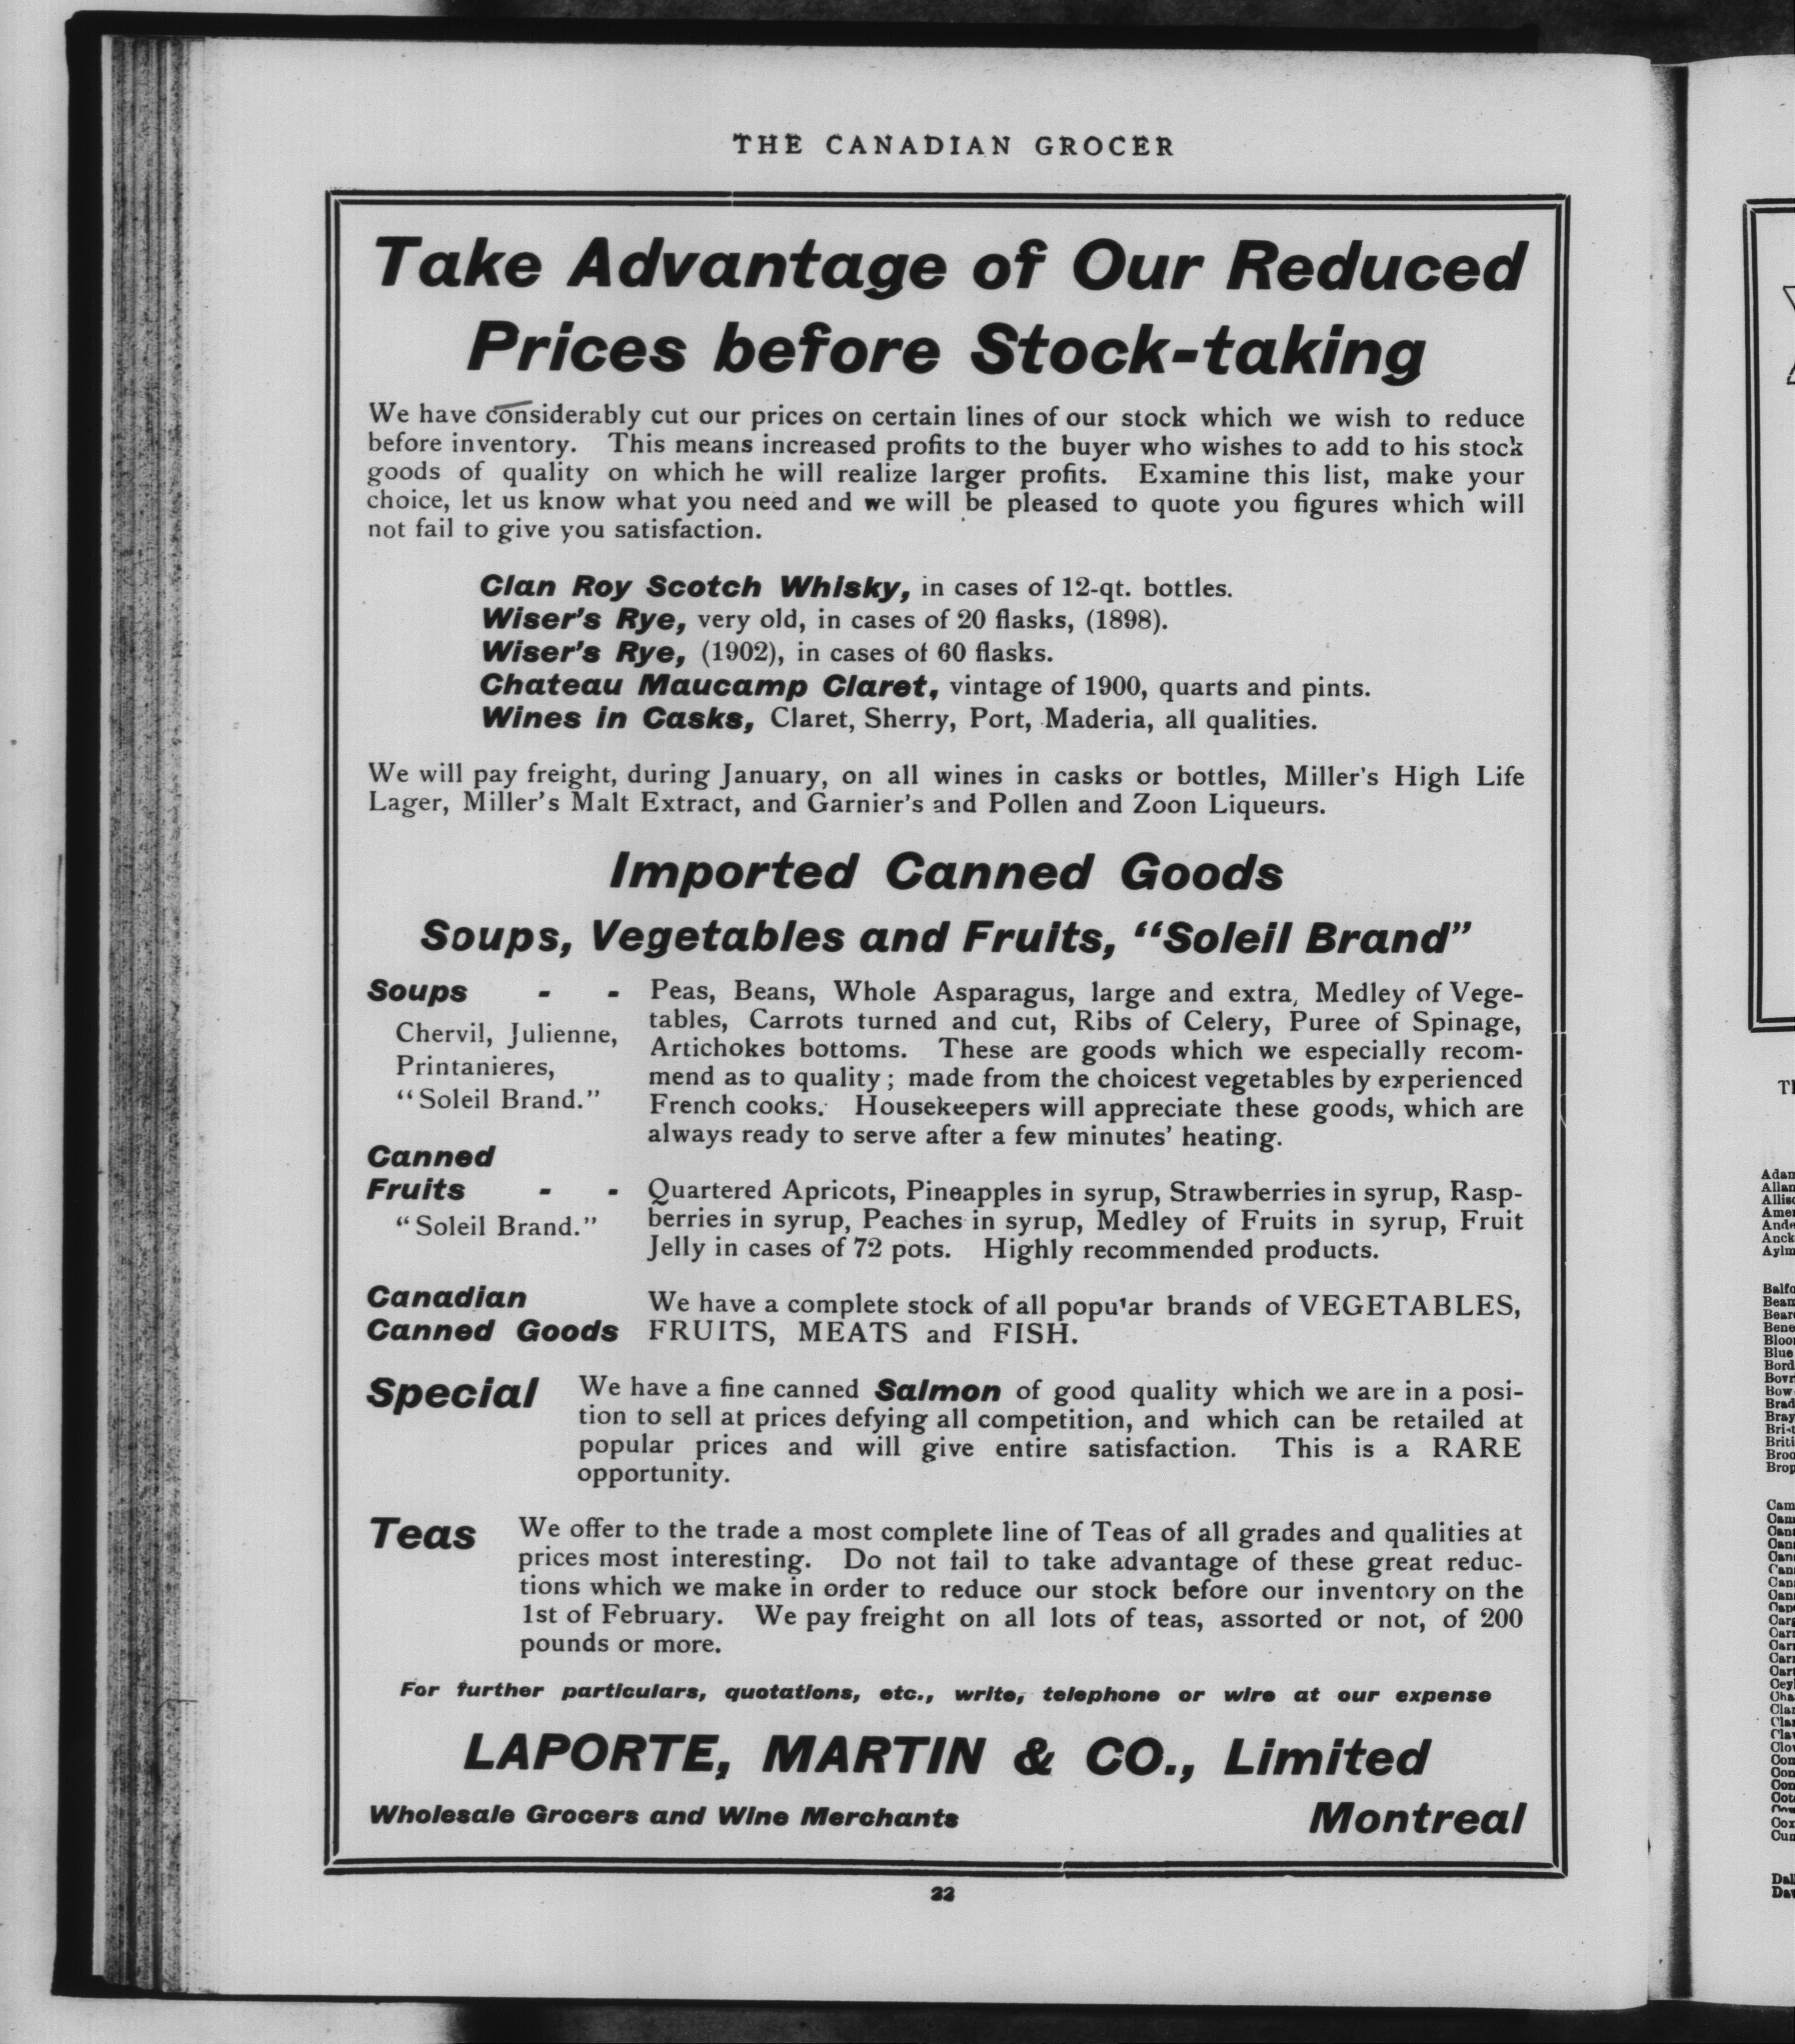 THE CANADIAN GROCER
Take Advantage of Our Reduced
Prices before Stock-taking
We have considerably cut our prices on certain lines of our stock which we wish to reduce
before inventory. This means increased profits to the buyer who wishes to add to his stock
goods of quality on which he will realize larger profits. Examine this list, make your
choice, let us know what you need and we will be pleased to quote you figures which will
not fail to give you satisfaction.
Clan Roy Scotch Whisky, in cases of 12-qt. bottles.
Wiser's Rye, very old, in cases of 20 flasks, (1898).
Wiser's Rye, (1902), in cases of 60 flasks.
Chateau Maucamp Claret, vintage of 1900, quarts and pints.
Wines in Casks, Claret, Sherry, Port, Maderia, all qualities.
We will pay freight, during January, on all wines in casks or bottles, Miller's High Life
Lager, Miller's Malt Extract, and Garnier's and Pollen and Zoon Liqueurs.
Imported Canned Goods
Soups, Vegetables and Fruits, "Soleil Brand"
Soups - -
Chervil, Julienne,
Printanieres,
"Soleil Brand."
Peas, Beans, Whole Asparagus, large and extra, Medley of Vege-
tables, Carrots turned and cut, Ribs of Celery, Puree of Spinage,
Artichokes bottoms. These are goods which we especially recom-
mend as to quality; made from the choicest vegetables by experienced
French cooks. Housekeepers will appreciate these goods, which are
always ready to serve after a few minutes' heating.
Canned
Fruits - -
"Soleil Brand."
Quartered Apricots, Pineapples in syrup, Strawberries in syrup, Rasp-
berries in syrup, Peaches in syrup, Medley of Fruits in syrup, Fruit
Jelly in cases of 72 pots. Highly recommended products.
Canadian
Canned Goods
We have a complete stock of all popular brands of VEGETABLES,
FRUITS, MEATS and FISH.
Special
We have a fine canned Salmon of good quality which we are in a posi-
tion to sell at prices defying all competition, and which can be retailed at
popular prices and will give entire satisfaction. This is a RARE
opportunity.
Teas
We offer to the trade a most complete line of Teas of all grades and qualities at
prices most interesting. Do not fail to take advantage of these great reduc-
tions which we make in order to reduce our stock before our inventory on the
1st of February. We pay freight on all lots of teas, assorted or not, of 200
pounds or more.
For further particulars, quotations, etc., write, telephone or wire at our expense
LAPORTE, MARTIN & CO., Limited
Wholesale Grocers and Wine Merchants
Montreal
22